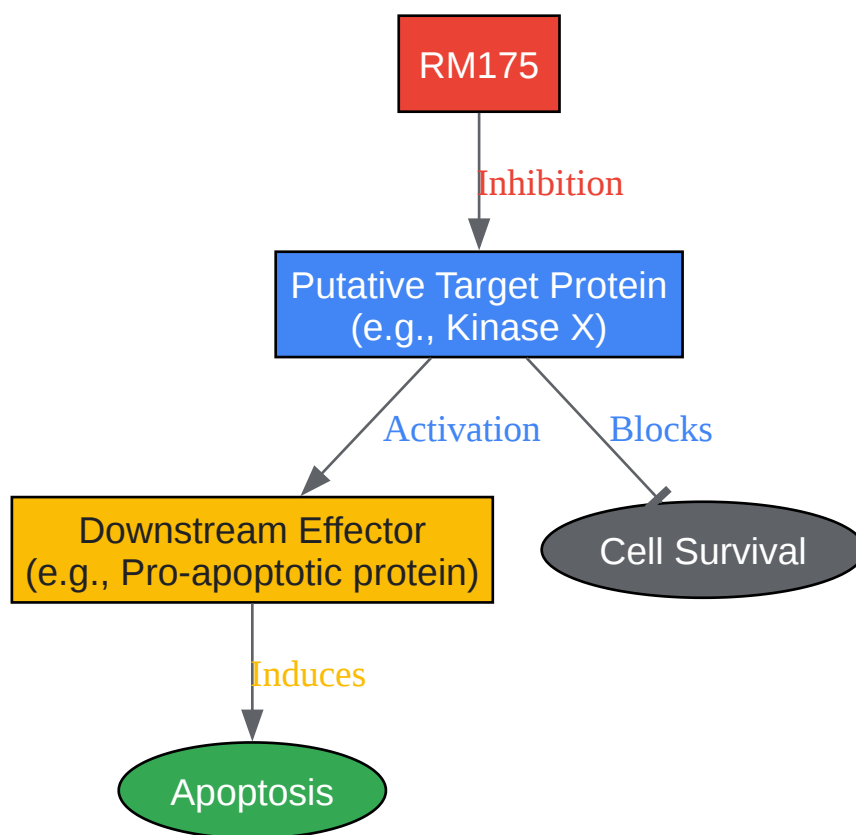 RM175
Inhibition
Putative Target Protein
(e.g., Kinase X)
Activation
Blocks
Downstream Effector
(e.g., Pro-apoptotic protein)
Cell Survival
Induces
Apoptosis